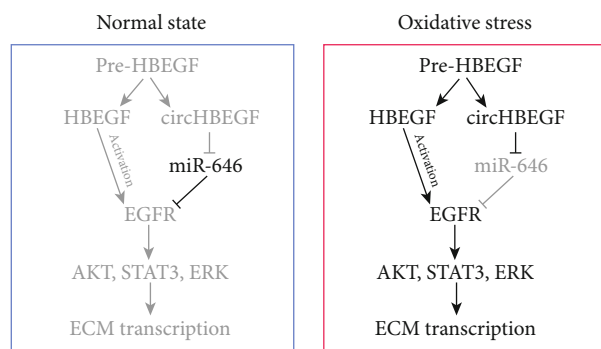 Normal state
Pre-HBEGF
HBEGF circHBEGF
Activation
miR-646
EGFR
AKT, STAT3, ERK
ECM transcription
Oxidative stress
Pre-HBEGF
HBEGF circHBEGF
Activation
miR-646
EGFR
AKT, STAT3, ERK
ECM transcription